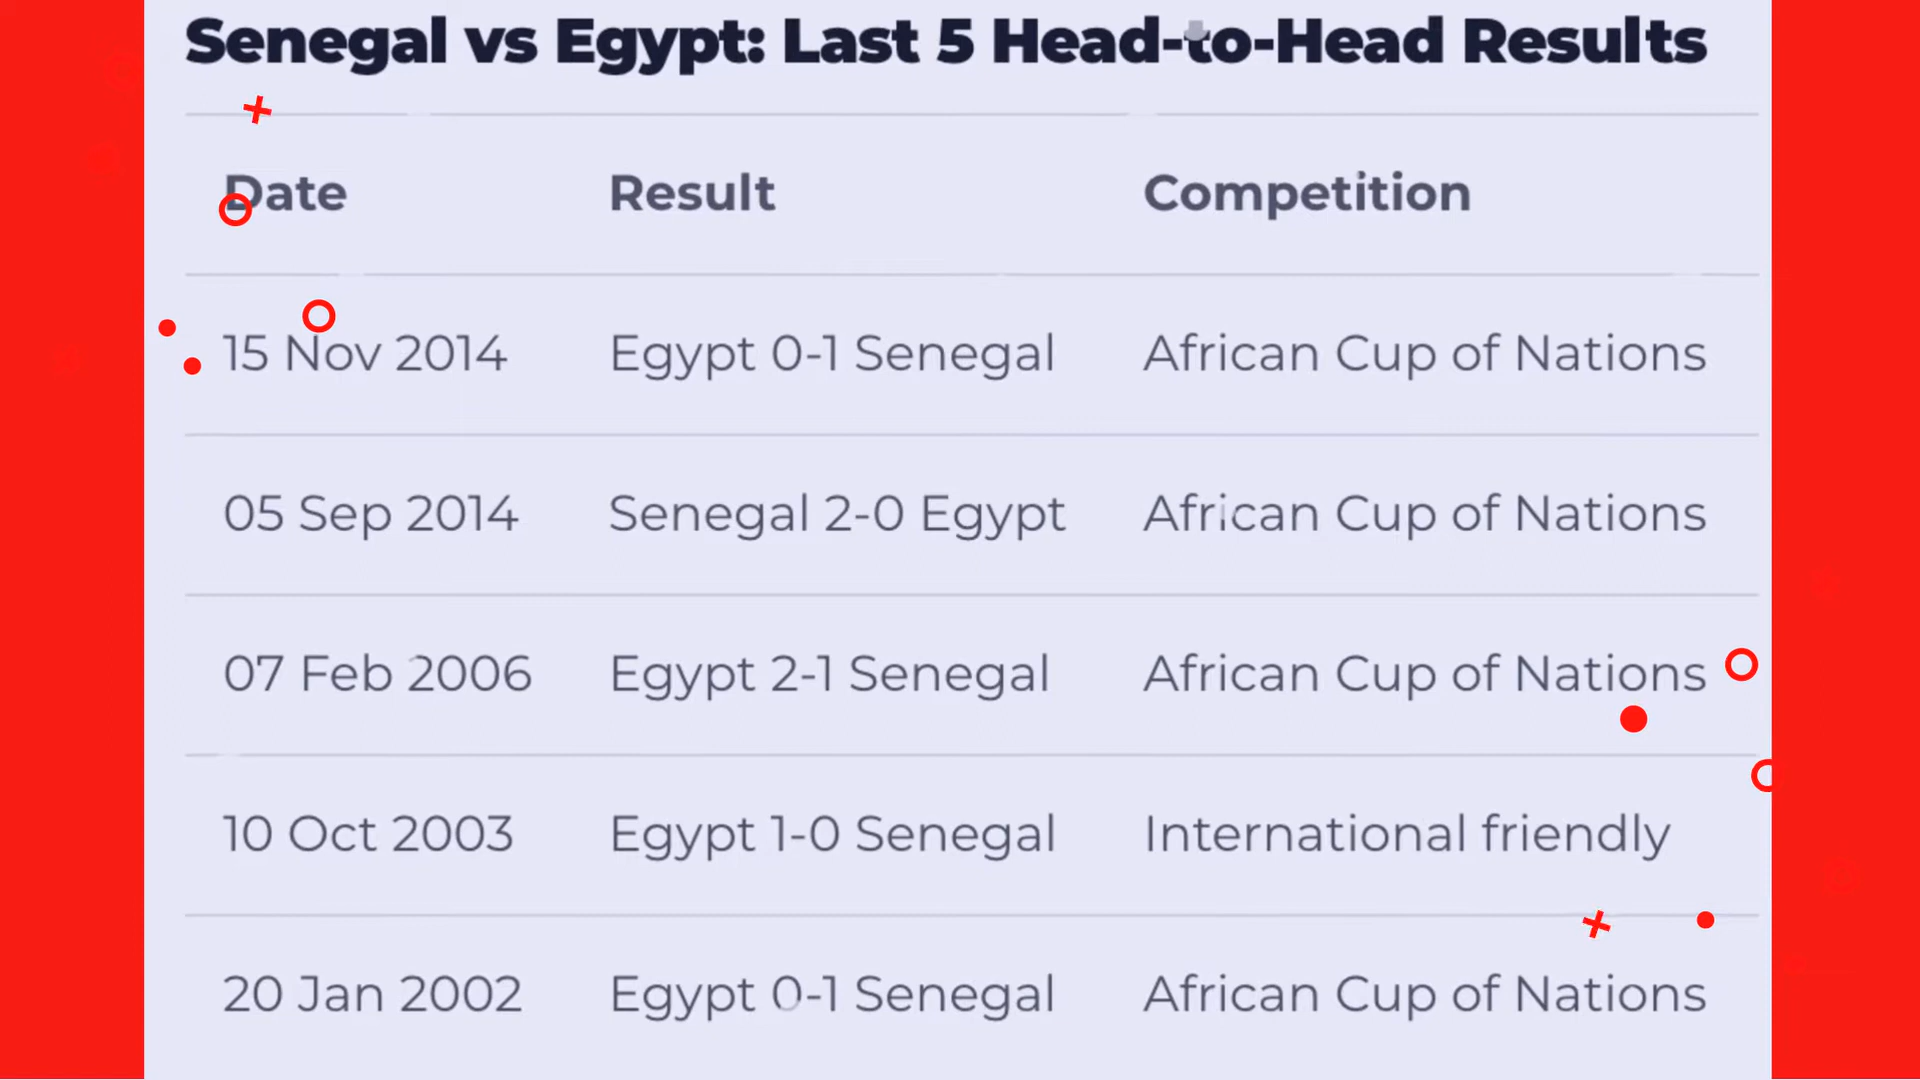 Senegal vs Egypt: Last 5 Head-to-Head Results
Date Result Competition
15 Nov 2014 Egypt 0-1 Senegal African Cup of Nations
05 Sep 2014 Senegal 2-0 Egypt African Cup of Nations
07 Feb 2006 Egypt 2-1 Senegal African Cup of Nations
10 Oct 2003 Egypt 1-0 Senegal International friendly
20 Jan 2002 Egypt 0-1 Senegal African Cup of Nations